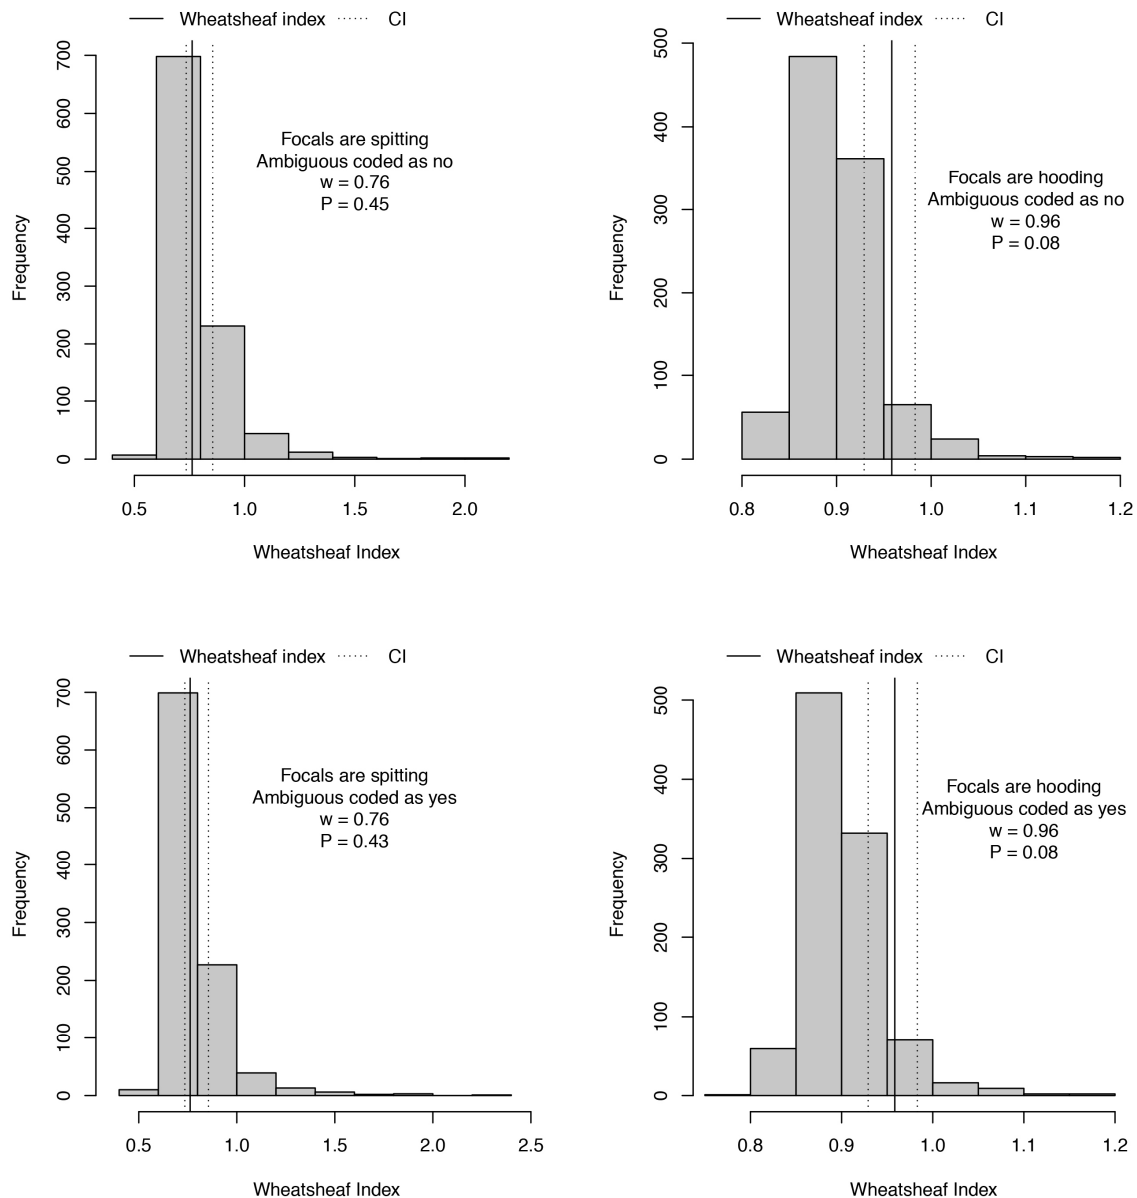 Wheatsheaf index CI
700
600
500
400
300
200
100
0
Frequency
Focals are spitting
Ambiguous coded as no
w = 0.76
P = 0.45
0.5 1.0 1.5 2.0
Wheatsheaf Index
Wheatsheaf index CI
500
400
300
200
100
0
Frequency
Focals are hooding
Ambiguous coded as no
w = 0.96
P = 0.08
0.8 0.9 1.0 1.1 1.2
Wheatsheaf Index
Wheatsheaf index CI
700
600
500
400
300
200
100
0
Frequency
Focals are spitting
Ambiguous coded as yes
w = 0.76
P = 0.43
0.5 1.0 1.5 2.0 2.5
Wheatsheaf Index
Wheatsheaf index CI
500
400
300
200
100
0
Frequency
Focals are hooding
Ambiguous coded as yes
w = 0.96
P = 0.08
0.8 0.9 1.0 1.1 1.2
Wheatsheaf Index